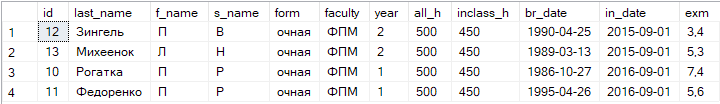 id last_name f_name s_name form faculty year all_h inclass_h br_date in_date exm
1 12 Зингель П В очная ФПМ 2 500 450 1990-04-25 2015-09-01 3,4
2 13 Михеенок Л Н очная ФПМ 2 500 450 1989-03-13 2015-09-01 5,3
3 10 Рогатка П Р очная ФПМ 1 500 450 1986-10-27 2016-09-01 7,4
4 11 Федоренко П Р очная ФПМ 1 500 450 1995-04-26 2016-09-01 5,6